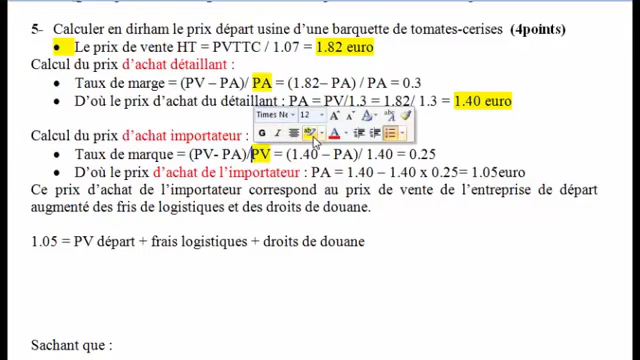 5- Calculer en dirham le prix départ usine d'une barquette de tomates-cerises (4points)
• Le prix de vente HT = PVTTC / 1.07 = 1.82 euro
Calcul du prix d'achat détaillant :
• Taux de marge = (PV – PA)/ PA = (1.82– PA) / PA = 0.3
• D'où le prix d'achat du détaillant : PA = PV/1.3 = 1.82/ 1.3 = 1.40 euro
Times Ne 12
Calcul du prix d'achat importateur :
G I
• Taux de marque = (PV- PA)/PV = (1.40 – PA)/ 1.40 = 0.25
• D'où le prix d'achat de l'importateur : PA = 1.40 – 1.40 x 0.25= 1.05euro
Ce prix d'achat de l'importateur correspond au prix de vente de l'entreprise de départ
augmenté des fris de logistiques et des droits de douane.
1.05 = PV départ + frais logistiques + droits de douane
Sachant que :